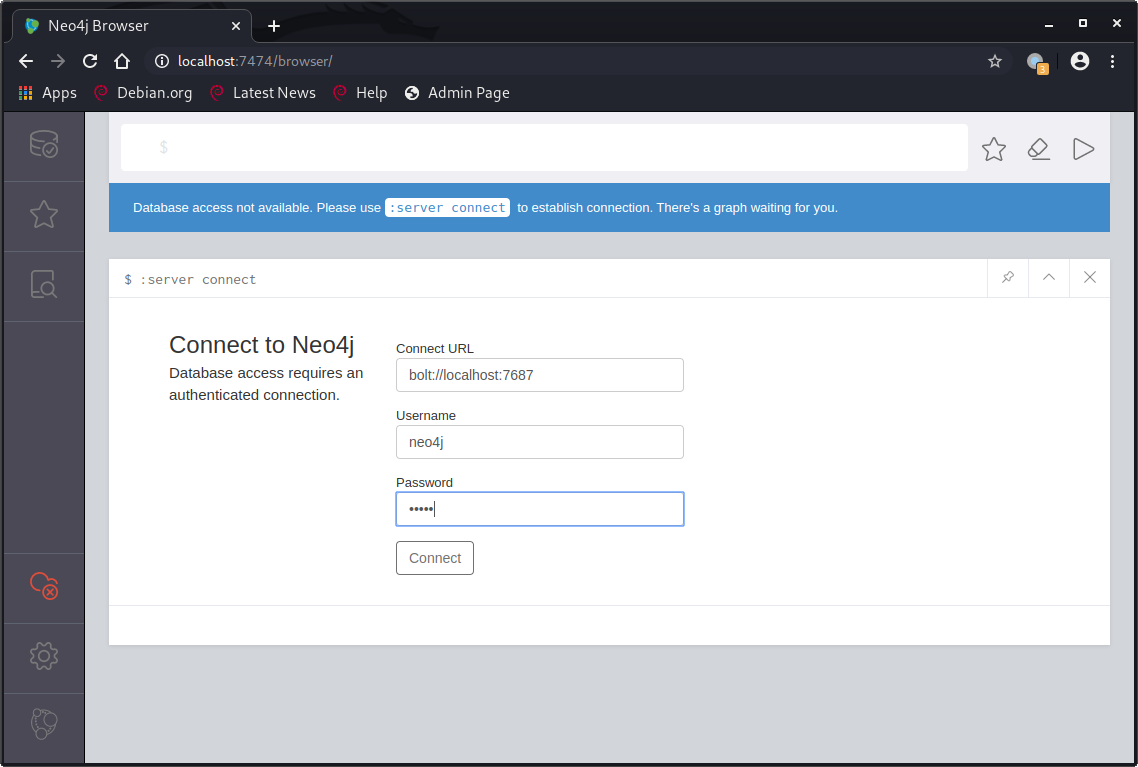 Neo4j Browser
localhost:7474/browser/
3
Apps Debian.org Latest News Help Admin Page
$
Database access not available. Please use :server connect to establish connection. There's a graph waiting for you.
$ :server connect
Connect to Neo4j
Database access requires an
authenticated connection.
Connect URL
bolt://localhost:7687
Username
neo4j
Password
•••••
Connect